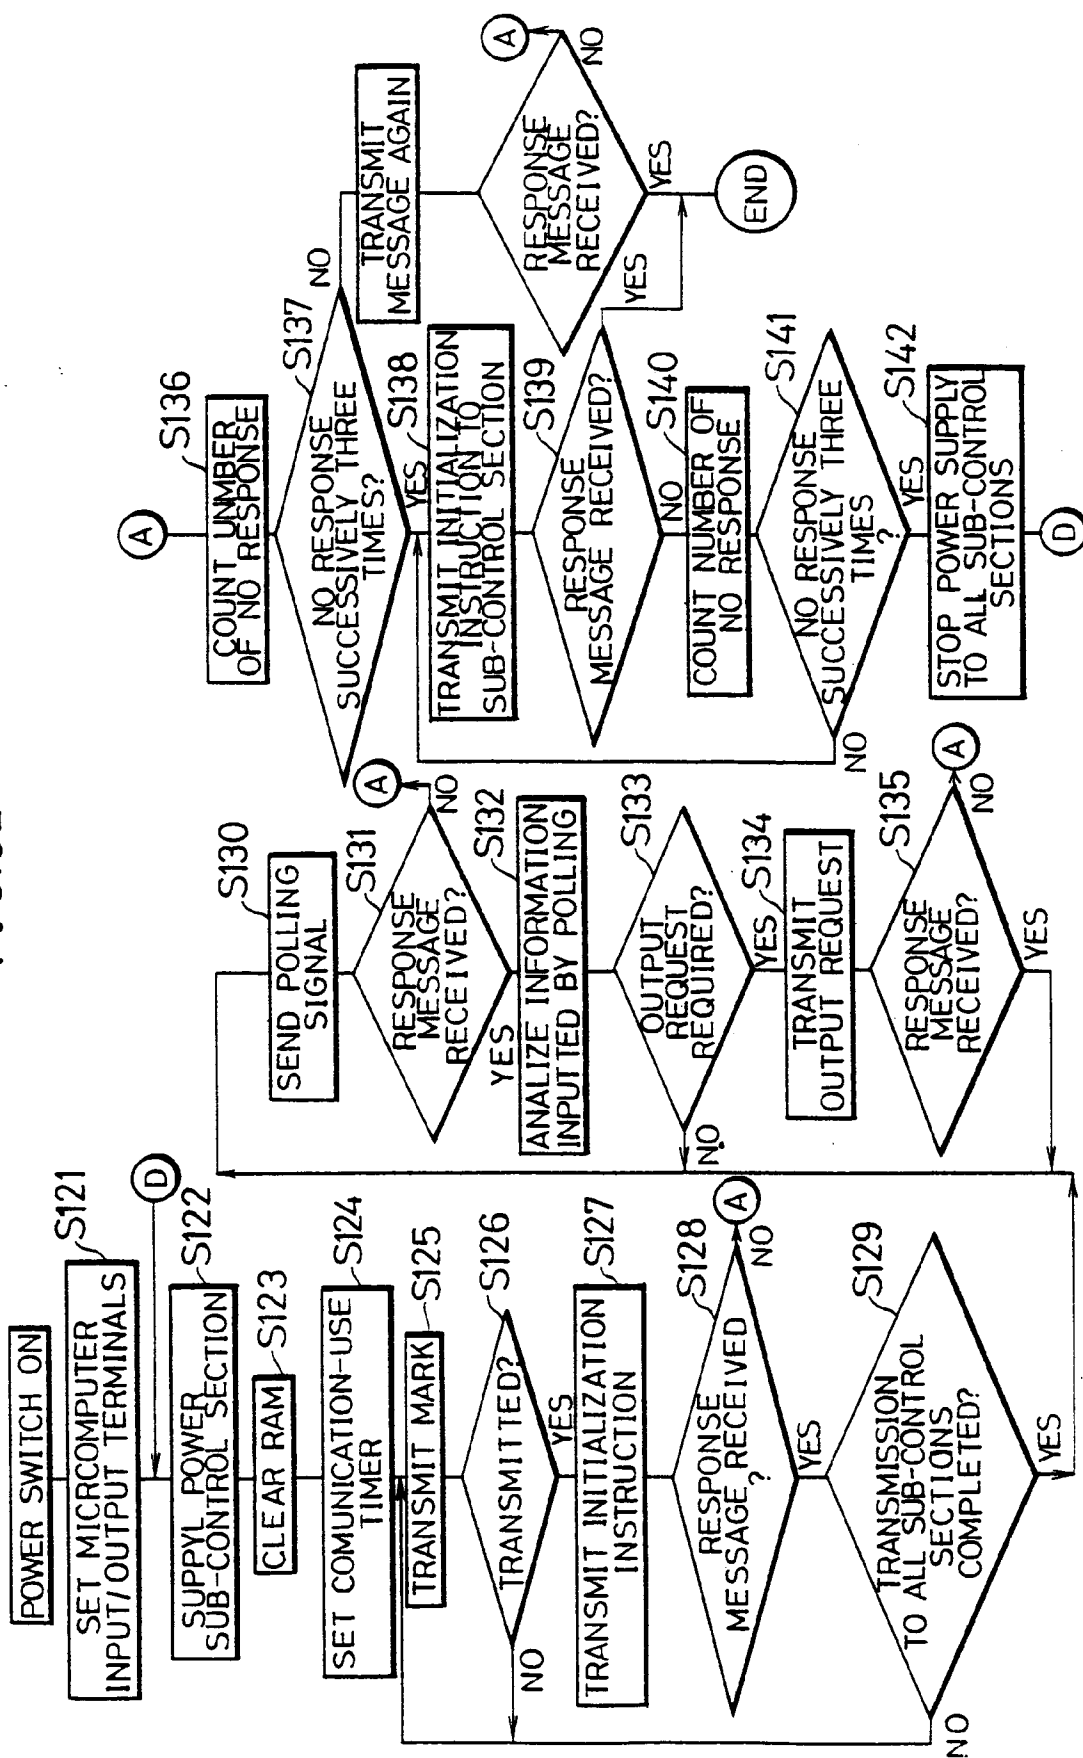 POWER SWITCH ON
SET MICROCOMPUTER
INPUT/OUTPUT TERMINALS
S121
D
SUPPYL POWER
SUB-CONTROL SECTION
S122
CLEAR RAM
S123
SET COMUNICATION-USE
TIMER
S124
TRANSMIT MARK
S125
TRANSMITTED?
S126
NO
YES
TRANSMIT INITIALIZATION
INSTRUCTION
S127
RESPONSE
MESSAGE RECEIVED
?
S128
NO
A
YES
TRANSMISSION
TO ALL SUB-CONTROL
SECTIONS
COMPLETED?
S129
NO
YES
SEND POLLING
SIGNAL
S130
RESPONSE
MESSAGE
RECEIVED?
S131
NO
A
YES
ANALIZE INFORMATION
INPUTTED BY POLLING
S132
OUTPUT
REQUEST
REQUIRED?
S133
NO
YES
TRANSMIT
OUTPUT REQUEST
S134
RESPONSE
MESSAGE
RECEIVED?
S135
NO
A
YES
A
COUNT UNMBER
OF NO RESPONSE
S136
NO RESPONSE
SUCCESSIVELY THREE
TIMES?
S137
NO
YES
TRANSMIT INITIALIZATION
INSTRUCTION TO
SUB-CONTROL SECTION
S138
RESPONSE
MESSAGE RECEIVED?
S139
YES
NO
COUNT NUMBER OF
NO RESPONSE
S140
NO RESPONSE
SUCCESSIVELY THREE
TIMES
?
S141
NO
YES
STOP POWER SUPPLY
TO ALL SUB-CONTROL
SECTIONS
S142
D
TRANSMIT
MESSAGE AGAIN
RESPONSE
MESSAGE
RECEIVED?
NO
A
YES
END